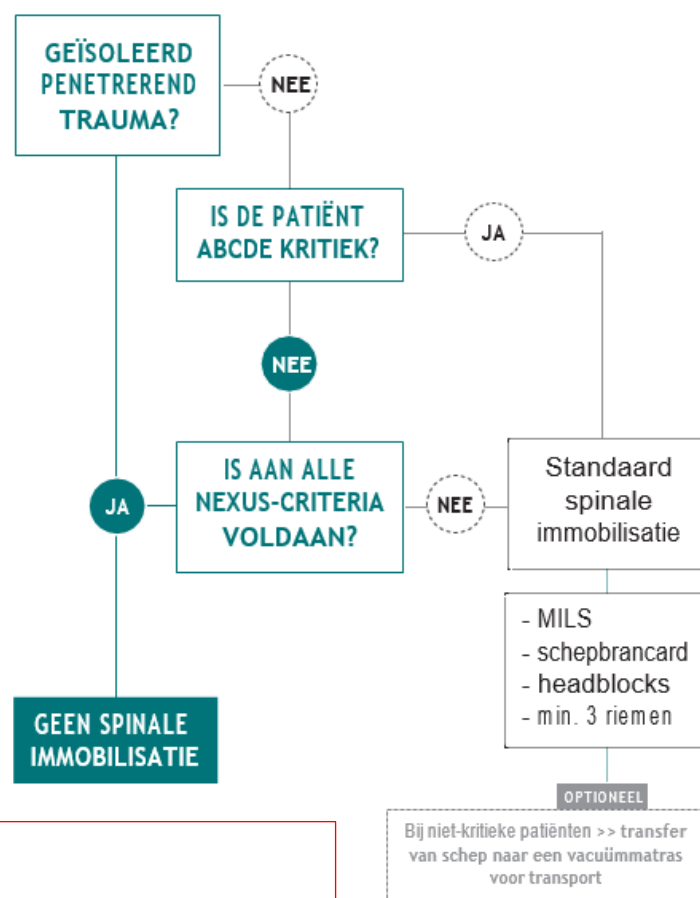 GEÏSOLEERD
PENETREREND
TRAUMA?
NEE
IS DE PATIËNT
ABCDE KRITIEK?
JA
NEE
IS AAN ALLE
NEXUS-CRITERIA
VOLDAAN?
JA
NEE
Standaard
spinale
immobilisatie
- MILS
- schepbrancard
- headblocks
- min. 3 riemen
GEEN SPINALE
IMMOBILISATIE
OPTIONEEL
Bij niet-kritieke patiënten >> transfer
van schep naar een vacuümmatras
voor transport